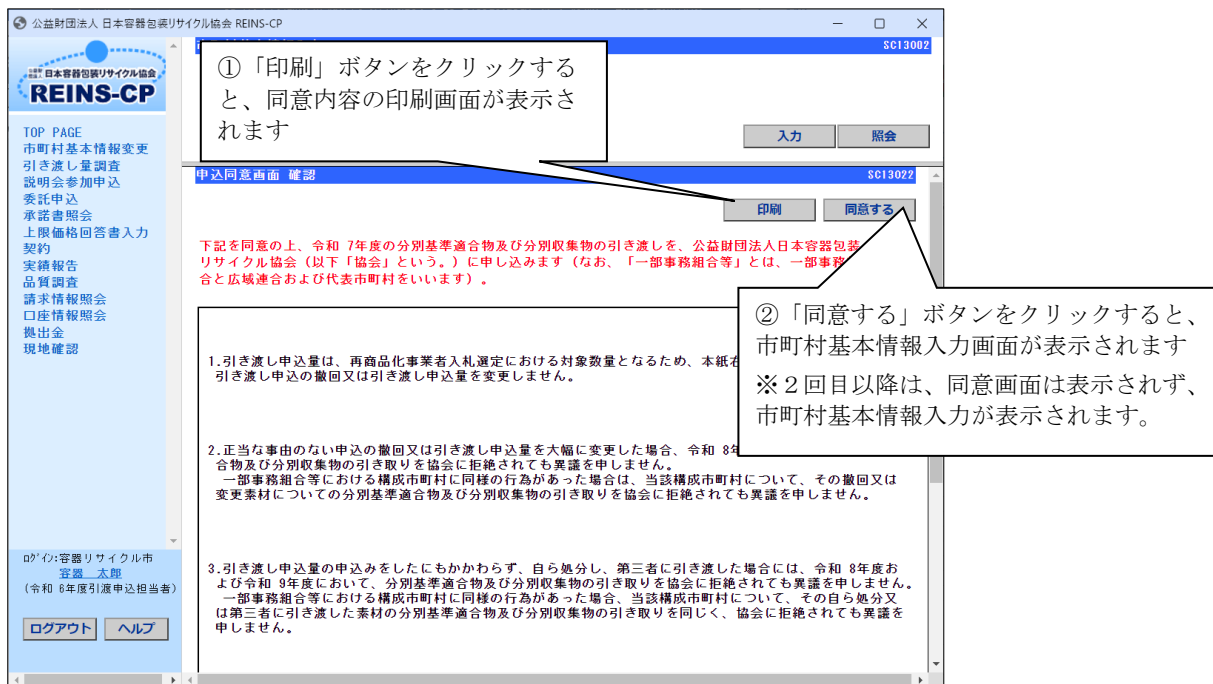 公益財団法人 日本容器包装リサイクル協会 REINS-CP
SC13002
日本容器包装リサイクル協会
REINS-CP
TOP PAGE
市町村基本情報変更
引き渡し量調査
説明会参加申込
委託申込
承諾書照会
上限価格回答書入力
契約
実績報告
品質調査
請求情報照会
口座情報照会
拠出金
現地確認
ログイン:容器リサイクル市
容器 太郎
(令和 6年度引渡申込担当者)
ログアウト ヘルプ
①「印刷」ボタンをクリックする
と、同意内容の印刷画面が表示さ
れます
入力 照会
申込同意画面 確認 SC13022
印刷 同意する
下記を同意の上、令和 7年度の分別基準適合物及び分別収集物の引き渡しを、公益財団法人日本容器包装
リサイクル協会（以下「協会」という。）に申し込みます（なお、「一部事務組合等」とは、一部事務
合と広域連合および代表市町村をいいます）。
②「同意する」ボタンをクリックすると、
市町村基本情報入力画面が表示されます
※２回目以降は、同意画面は表示されず、
市町村基本情報入力が表示されます。
1.引き渡し申込量は、再商品化事業者入札選定における対象数量となるため、本紙右
引き渡し申込の撤回又は引き渡し申込量を変更しません。
2.正当な事由のない申込の撤回又は引き渡し申込量を大幅に変更した場合、令和 8年
合物及び分別収集物の引き取りを協会に拒絶されても異議を申しません。
一部事務組合等における構成市町村に同様の行為があった場合は、当該構成市町村について、その撤回又は
変更素材についての分別基準適合物及び分別収集物の引き取りを協会に拒絶されても異議を申しません。
3.引き渡し申込量の申込みをしたにもかかわらず、自ら処分し、第三者に引き渡した場合には、令和 8年度お
よび令和 9年度において、分別基準適合物及び分別収集物の引き取りを協会に拒絶されても異議を申しません。
一部事務組合等における構成市町村に同様の行為があった場合、当該構成市町村について、その自ら処分又
は第三者に引き渡した素材の分別基準適合物及び分別収集物の引き取りを同じく、協会に拒絶されても異議を
申しません。